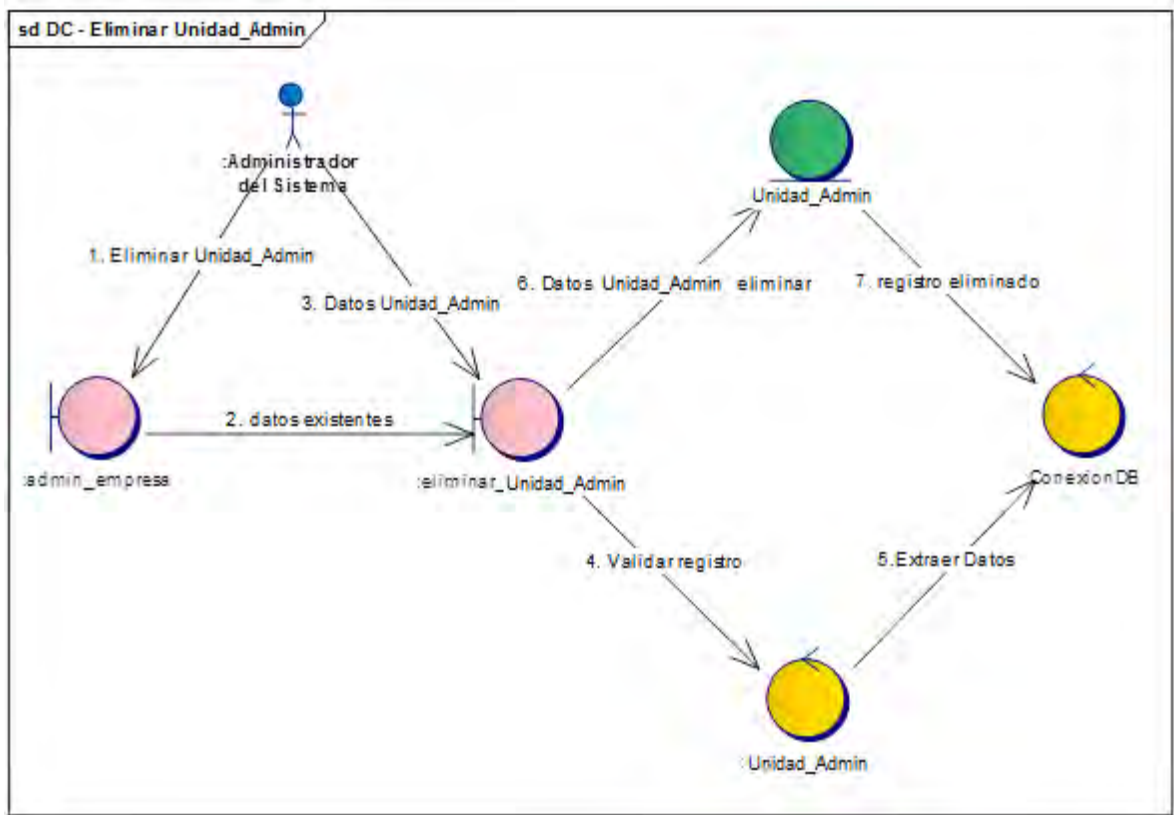 sd DC - Eliminar Unidad_Admin
:Administrador
del Sistema
Unidad_Admin
1. Eliminar Unidad_Admin
6. Datos Unidad_Admin eliminar
7. registro eliminado
3. Datos Unidad_Admin
2. datos existentes
:admin_empresa
:eliminar_Unidad_Admin
ConexionDB
4. Validar registro
5.Extraer Datos
Unidad_Admin